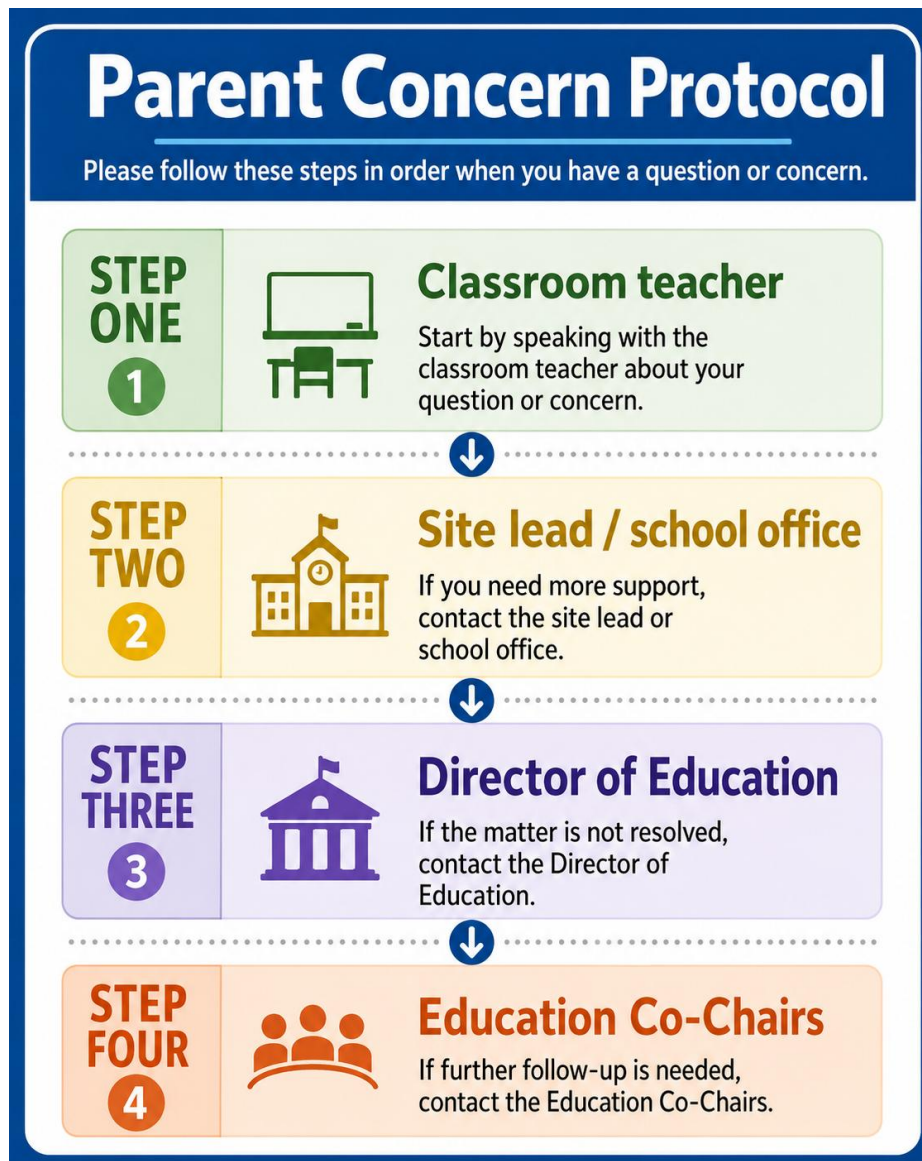 Parent Concern Protocol
Please follow these steps in order when you have a question or concern.
STEP
ONE
1
Classroom teacher
Start by speaking with the
classroom teacher about your
question or concern.
STEP
TWO
2
Site lead / school office
If you need more support,
contact the site lead or
school office.
STEP
THREE
3
Director of Education
If the matter is not resolved,
contact the Director of
Education.
STEP
FOUR
4
Education Co-Chairs
If further follow-up is needed,
contact the Education Co-Chairs.